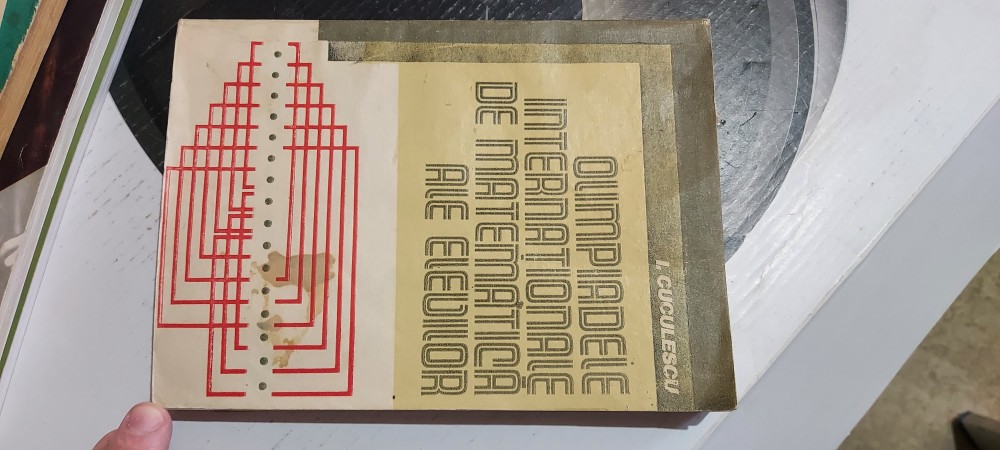 I. CUCULESCU
OLIMPIADELE
INTERNAȚIONALE
DE MATEMATICĂ
ALE ELEVILOR